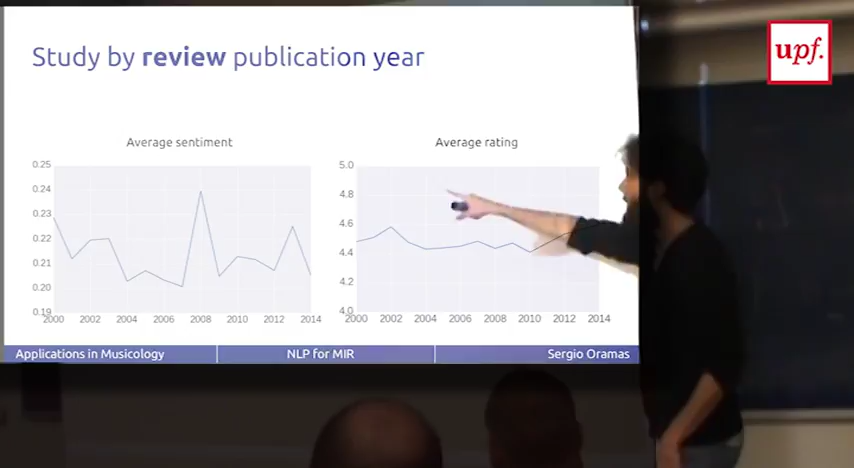 Study by review publication year
upf.
Average sentiment
Average rating
0.25
0.24
0.23
0.22
0.21
0.20
0.19
2000 2002 2004 2006 2008 2010 2012 2014
5.0
4.8
4.6
4.4
4.2
4.0
2000 2002 2004 2006 2008 2010 2012 2014
Applications in Musicology
NLP for MIR
Sergio Oramas